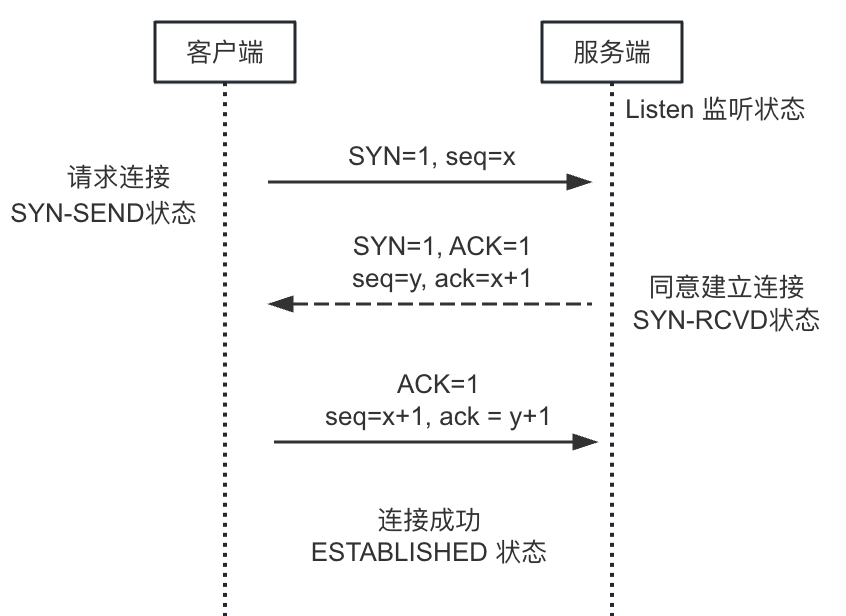 客户端
服务端
Listen 监听状态
SYN=1, seq=x
请求连接
SYN-SEND状态
SYN=1, ACK=1
seq=y, ack=x+1
同意建立连接
SYN-RCVD状态
ACK=1
seq=x+1, ack = y+1
连接成功
ESTABLISHED 状态